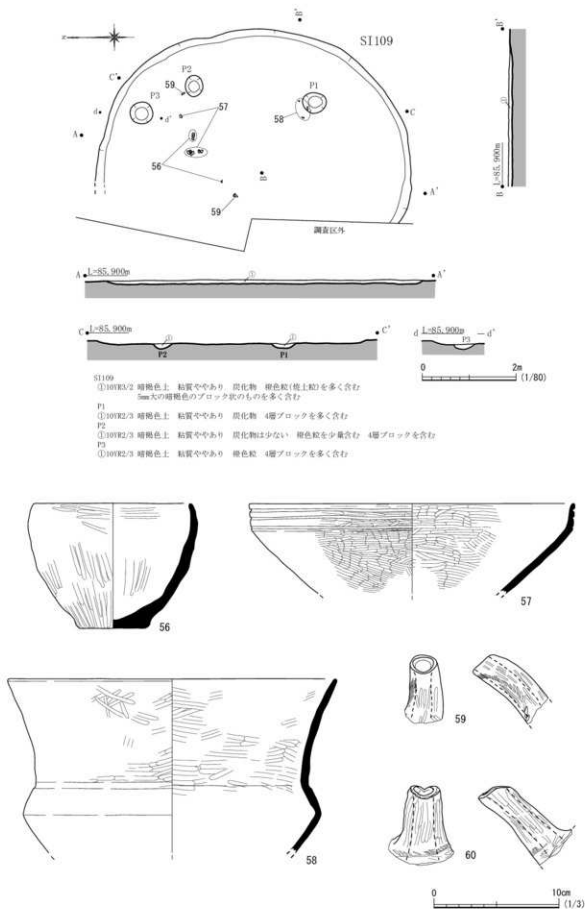 B'
SI109
C'
P2
59
P1
P3
57
d
d'
58
C
A
56
B
59
A'
調査区外
B'
①
L=85.900m
B
A L=85.900m
①
A'
C L=85.900m
①
①
C'
P2
P1
d L=85.900m
d'
P3
0 2m
(1/80)
SI109
①10YR3/2 暗褐色土 粘質ややあり 炭化物 橙色粒(焼土粒)を多く含む
5mm大の暗褐色のブロック状のものを多く含む
P1
①10YR2/3 暗褐色土 粘質ややあり 炭化物 4層ブロックを多く含む
P2
①10YR2/3 暗褐色土 粘質ややあり 炭化物は少ない 橙色粒を少量含む 4層ブロックを含む
P3
①10YR2/3 暗褐色土 粘質ややあり 橙色粒 4層ブロックを多く含む
56
57
58
59
60
0 10cm
(1/3)